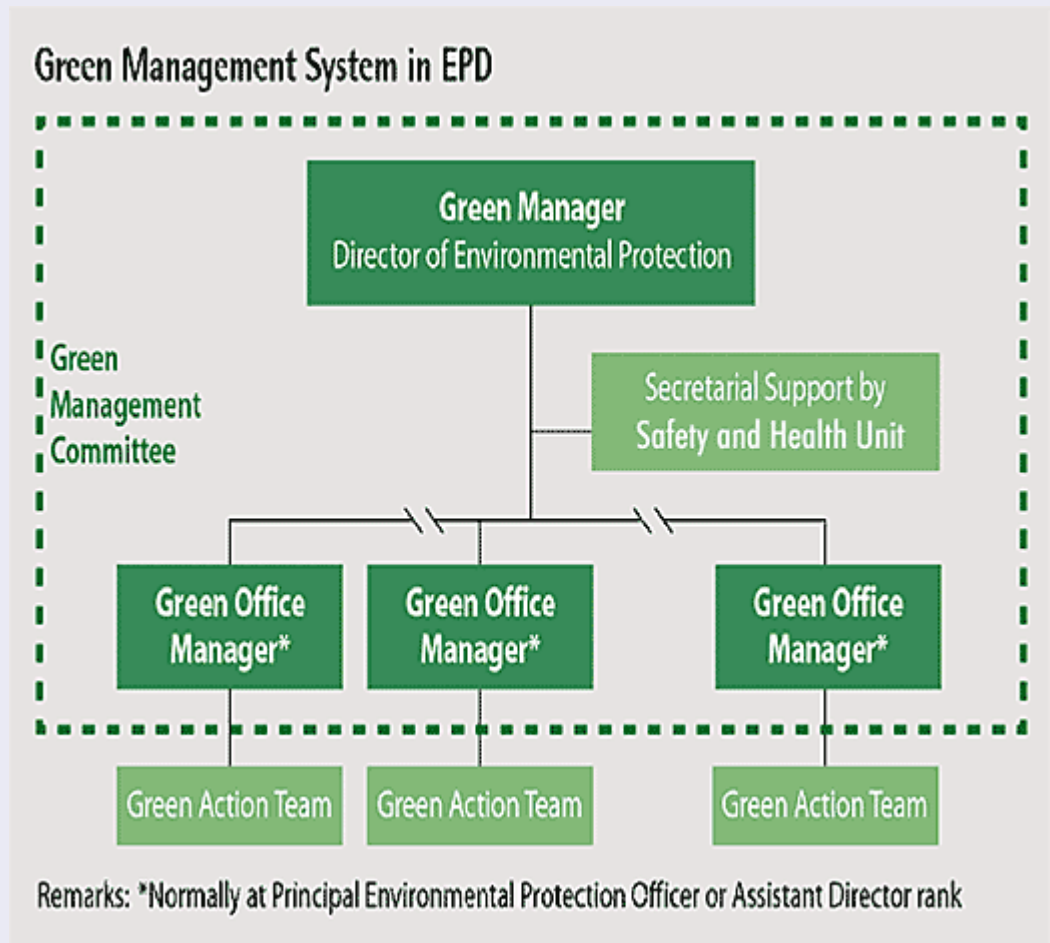 Green Management System in EPD
Green Manager
Director of Environmental Protection
Green
Management
Committee
Secretarial Support by
Safety and Health Unit
Green Office
Manager*
Green Office
Manager*
Green Office
Manager*
Green Action Team
Green Action Team
Green Action Team
Remarks: *Normally at Principal Environmental Protection Officer or Assistant Director rank